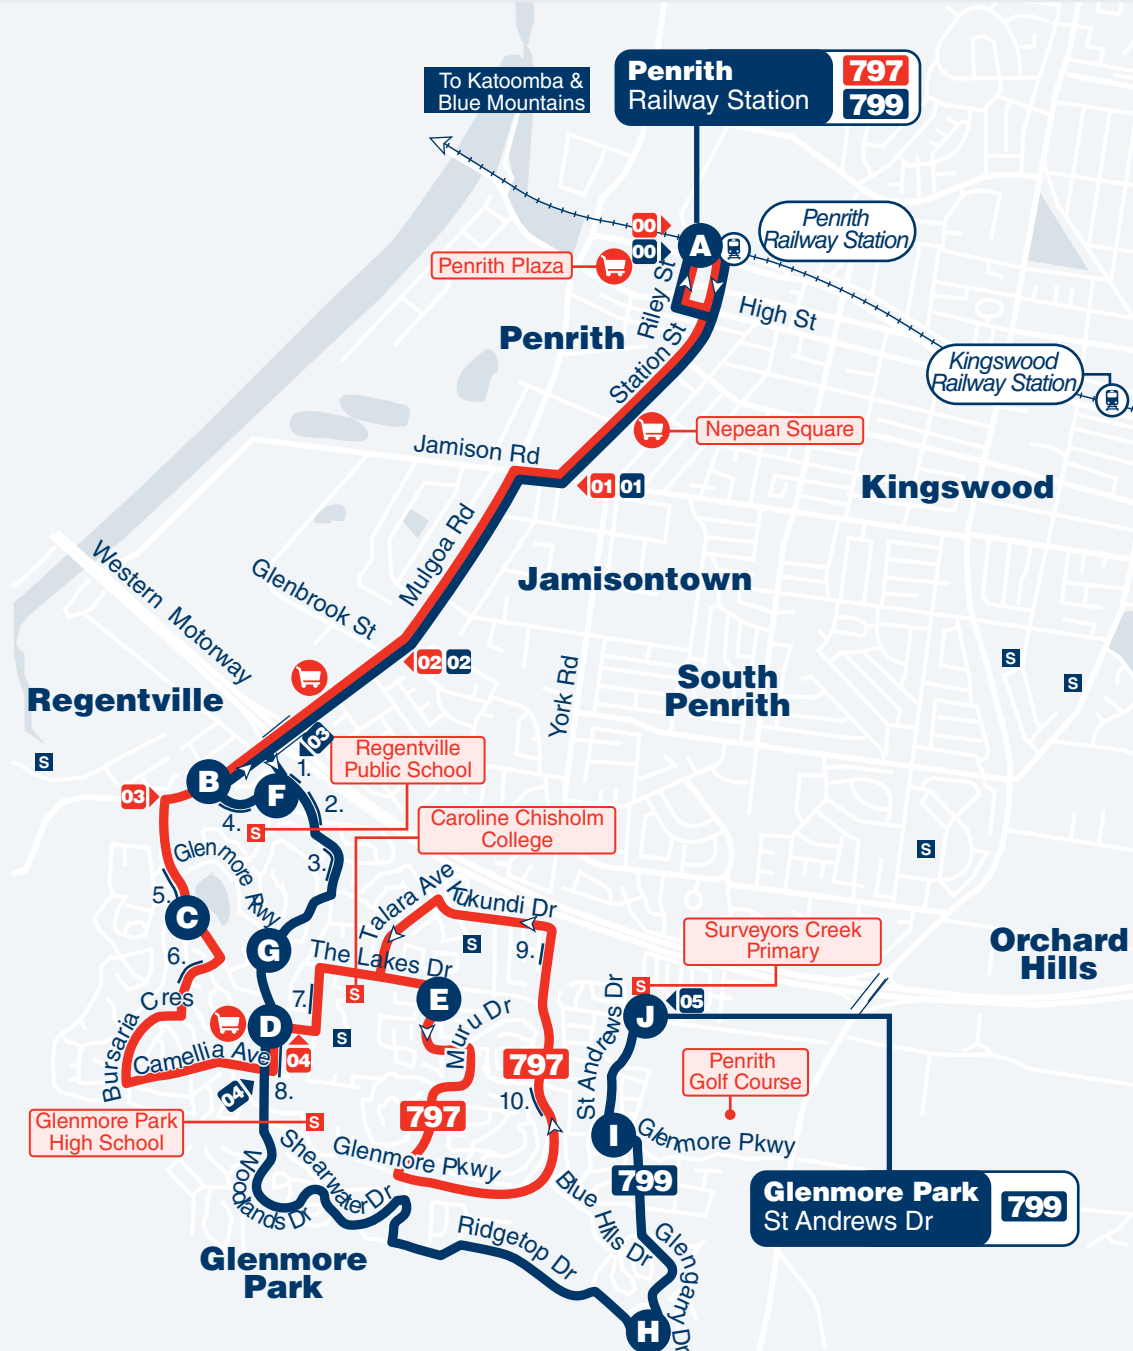 To Katoomba &
Blue Mountains
Penrith
Railway Station
797
799
00
00
A
Penrith
Railway Station
Penrith Plaza
Riley St
High St
Penrith
Station St
Kingswood
Railway Station
Nepean Square
Jamison Rd
01 01
Kingswood
Mulgoa Rd
Western Motorway
Glenbrook St
Jamisontown
02 02
York Rd
South
Penrith
Regentville
S
S
S
03
Regentville
Public School
B
1.
F
03
2.
4.
S
Caroline Chisholm
College
3.
S
Glenmore Pkwy
5.
C
Talara Ave
Kukundi Dr
6.
G
The Lakes Dr
S
9.
Surveyors Creek
Primary
Orchard
Hills
S
7.
S
E
J
05
Bursaria Cres
D
S
Muru Dr
St Andrews Dr
Camellia Ave
04
797
Penrith
Golf Course
04
8.
10.
797
Glenmore Park
High School
S
I
Glenmore Pkwy
Shearwater Dr
Glenmore Pkwy
Woodlands Dr
799
Blue Hills Dr
Glenmore Park
St Andrews Dr
799
Ridgetop Dr
Glengarry Dr
Glenmore
Park
H